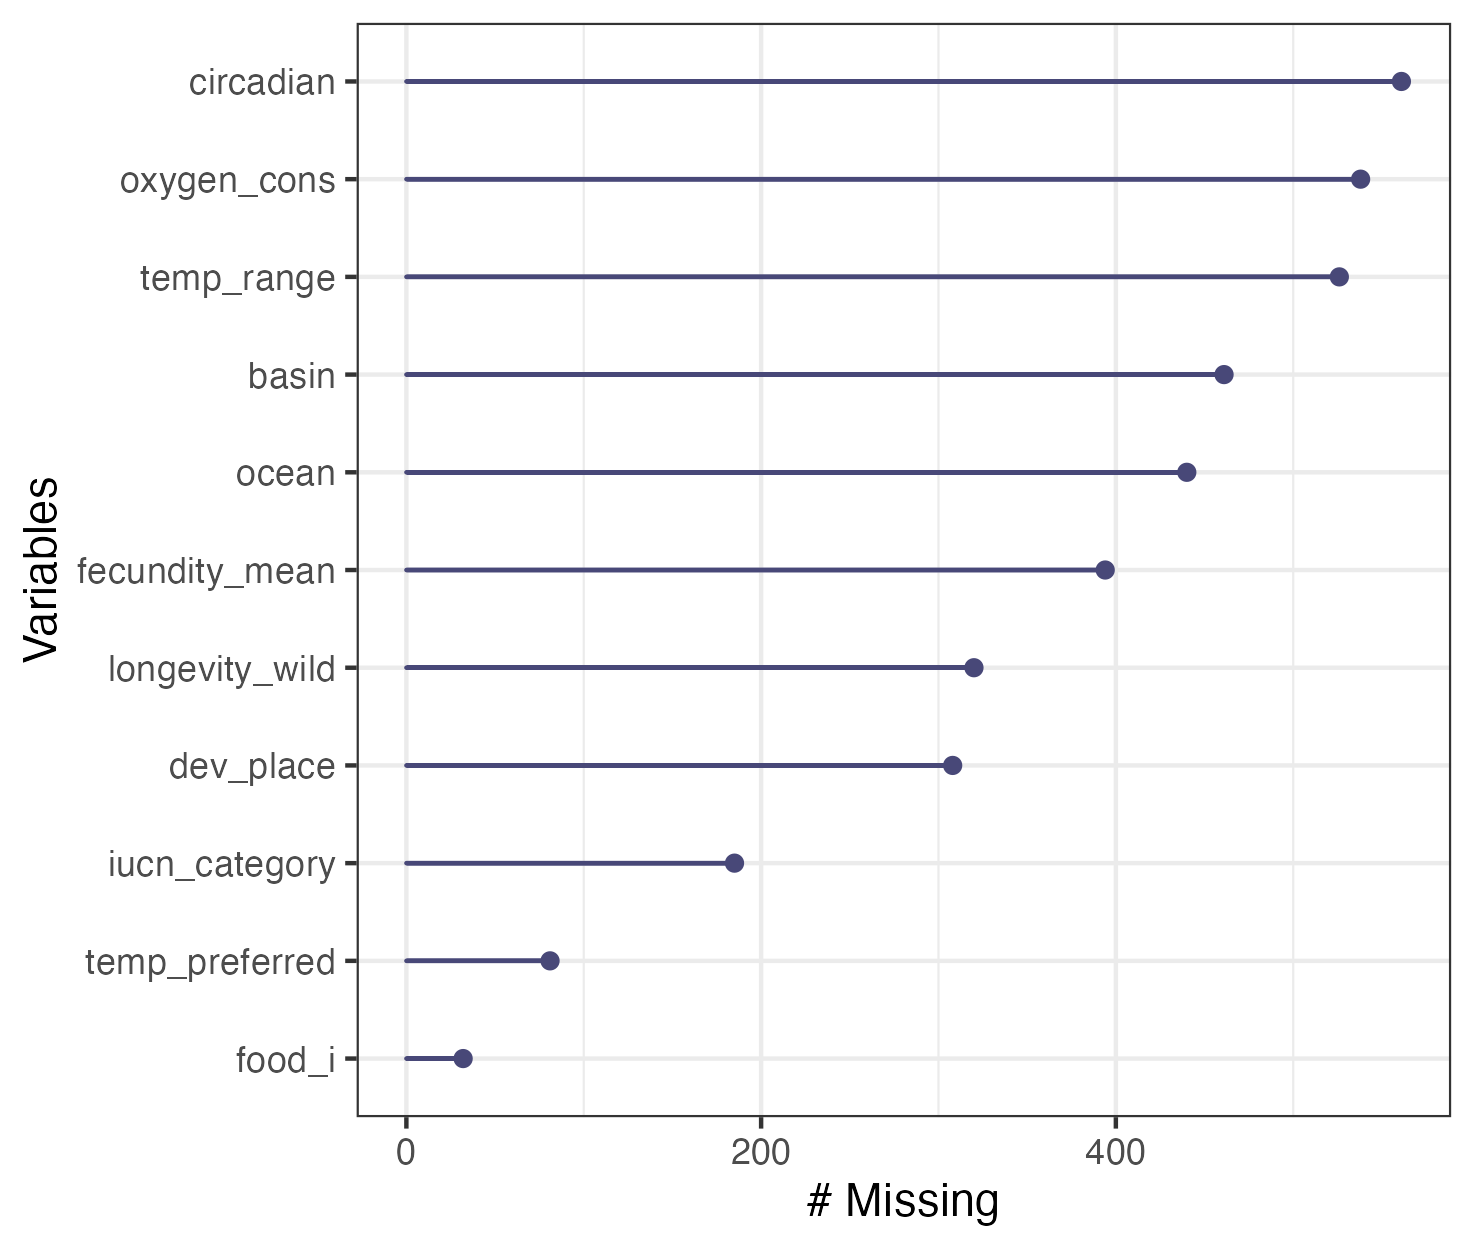 circadian
oxygen_cons
temp_range
basin
ocean
fecundity_mean
longevity_wild
dev_place
iucn_category
temp_preferred
food_i
Variables
0 200 400
# Missing